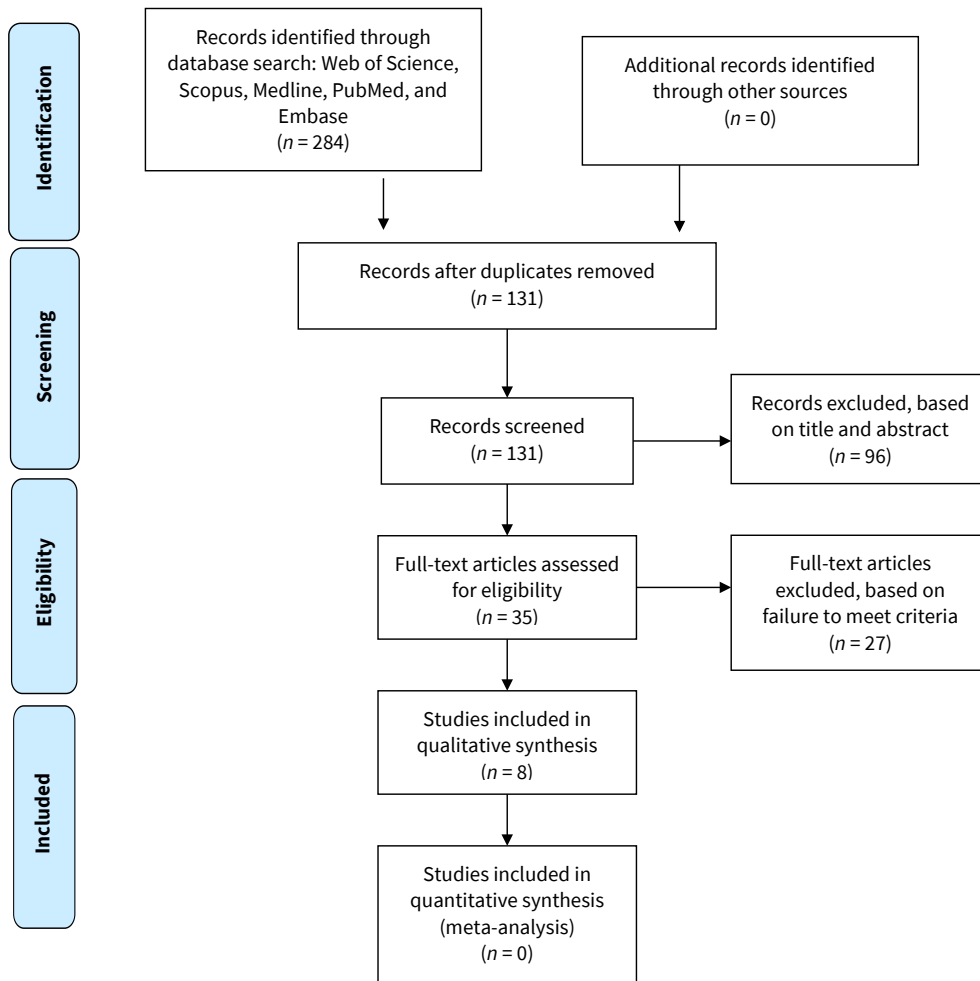 Identification
Records identified through
database search: Web of Science,
Scopus, Medline, PubMed, and
Embase
(n = 284)
Additional records identified
through other sources
(n = 0)
Screening
Records after duplicates removed
(n = 131)
Records screened
(n = 131)
Records excluded, based
on title and abstract
(n = 96)
Eligibility
Full-text articles assessed
for eligibility
(n = 35)
Full-text articles
excluded, based on
failure to meet criteria
(n = 27)
Included
Studies included in
qualitative synthesis
(n = 8)
Studies included in
quantitative synthesis
(meta-analysis)
(n = 0)